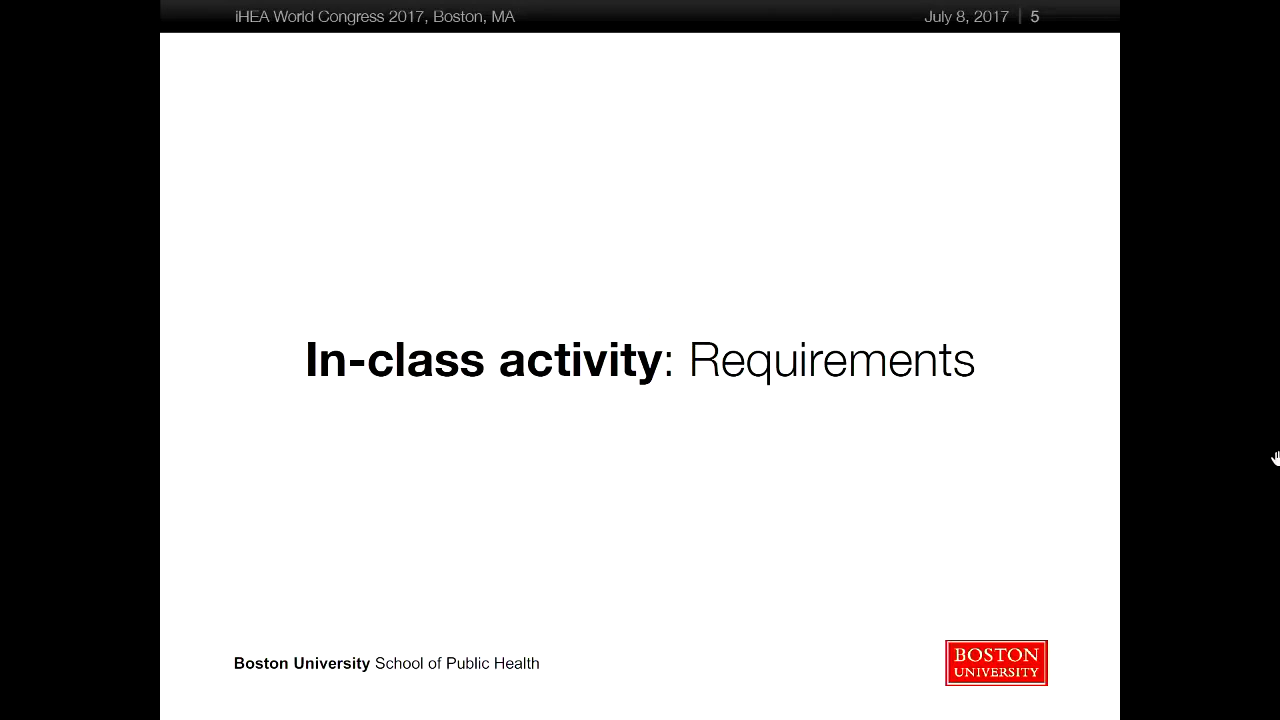 iHEA World Congress 2017, Boston, MA
July 8, 2017 | 5
In-class activity: Requirements
Boston University School of Public Health
BOSTON
UNIVERSITY